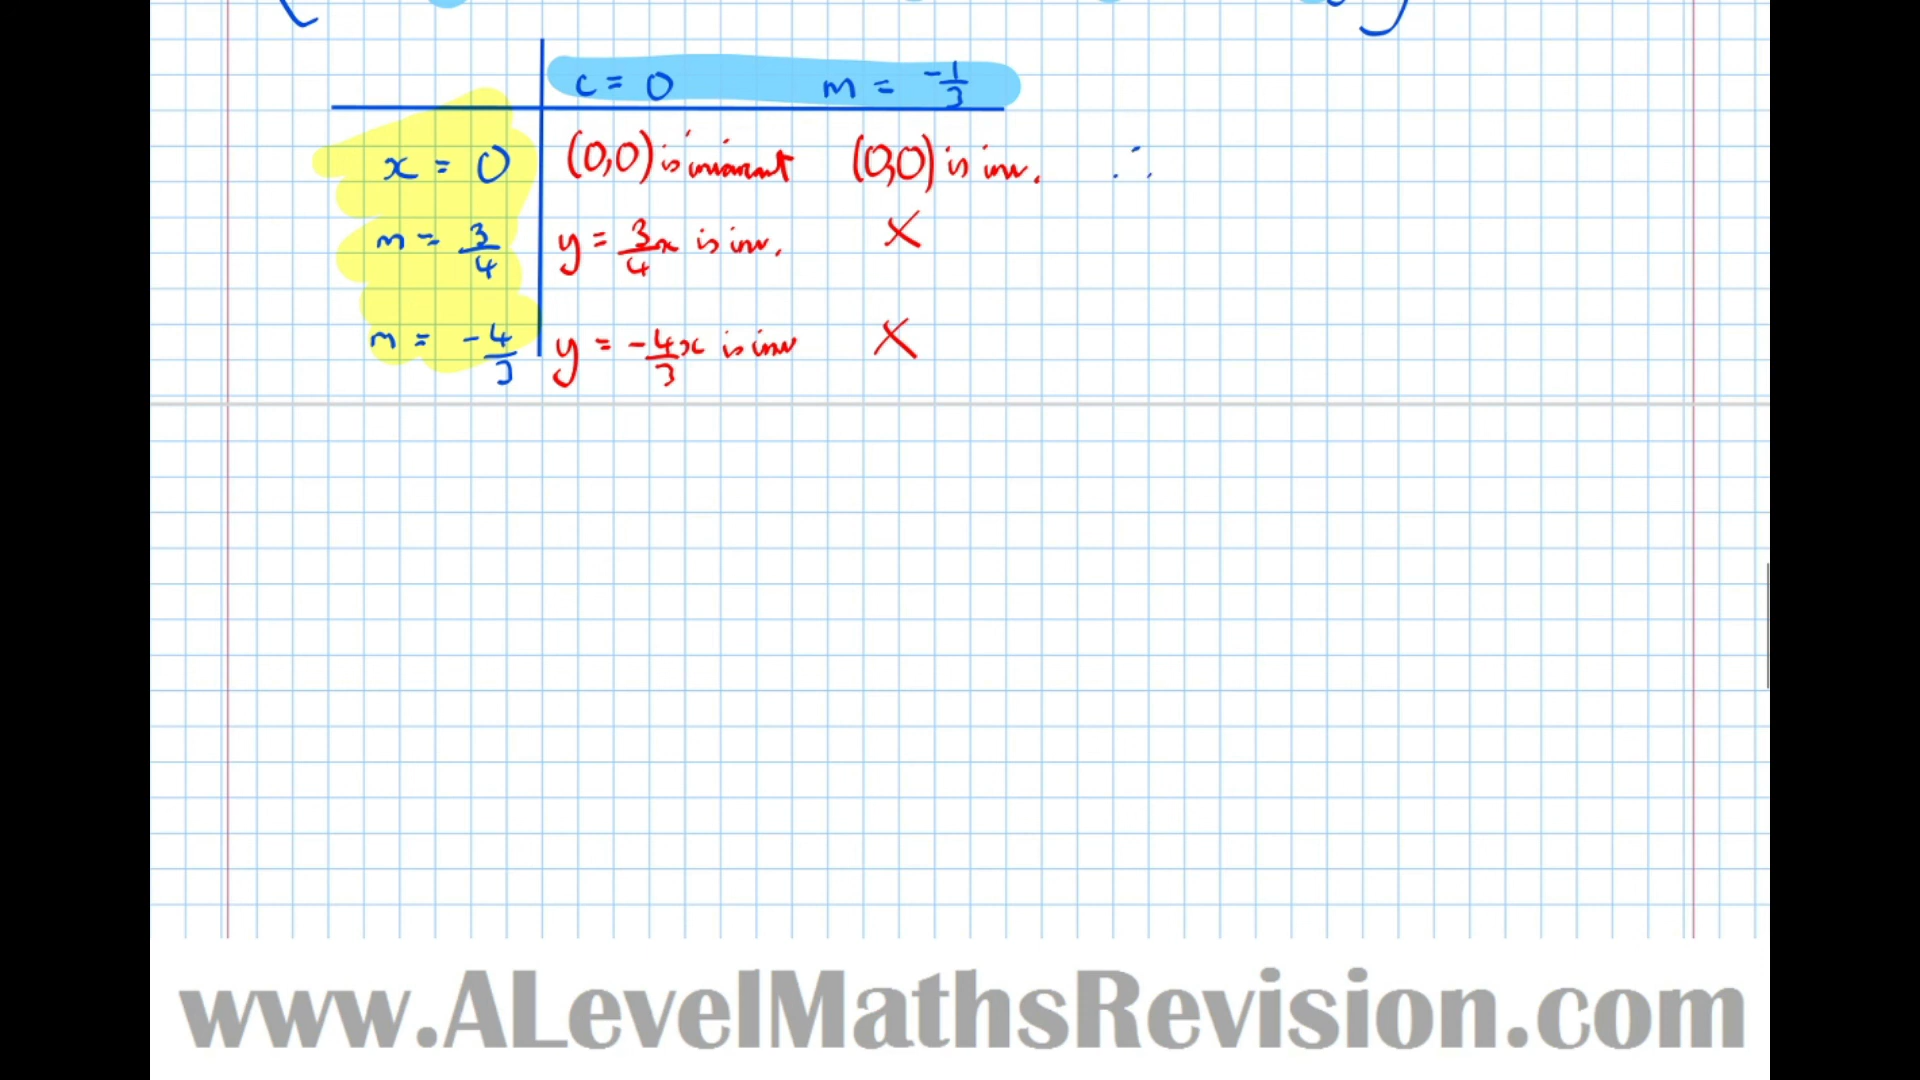 c = 0 m = -1/3
x = 0 (0,0) is invariant (0,0) is inv. ∴
m = 3/4 y = 3/4x is inv. X
m = -4/3 y = -4/3x is inv X
www.ALevelMathsRevision.com